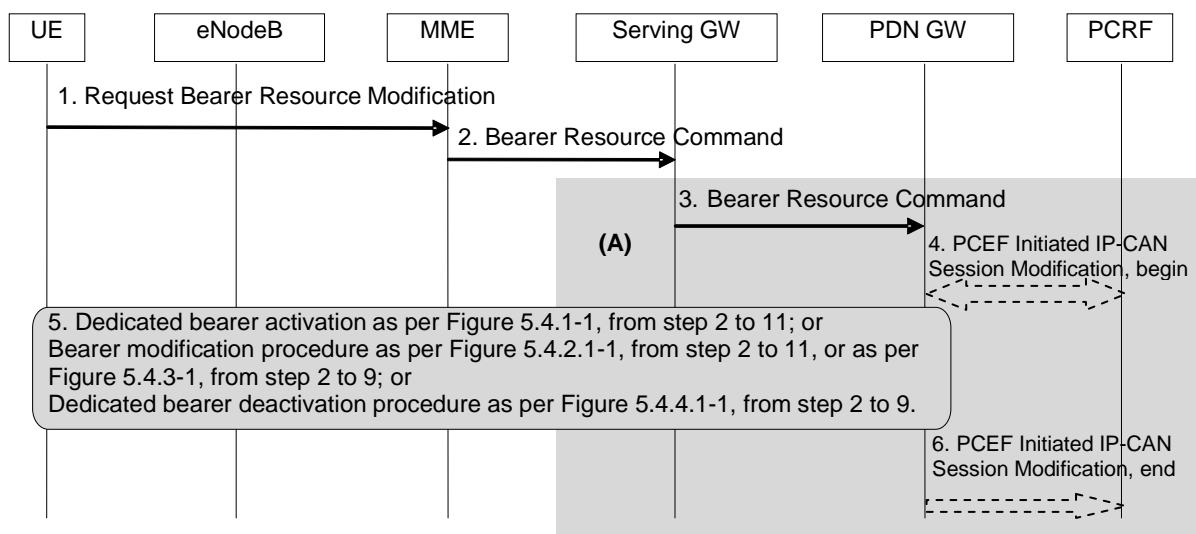 UE
eNodeB
MME
Serving GW
PDN GW
PCRF
1. Request Bearer Resource Modification
2. Bearer Resource Command
3. Bearer Resource Command
(A)
4. PCEF Initiated IP-CAN
Session Modification, begin
5. Dedicated bearer activation as per Figure 5.4.1-1, from step 2 to 11; or
Bearer modification procedure as per Figure 5.4.2.1-1, from step 2 to 11, or as per
Figure 5.4.3-1, from step 2 to 9; or
Dedicated bearer deactivation procedure as per Figure 5.4.4.1-1, from step 2 to 9.
6. PCEF Initiated IP-CAN
Session Modification, end